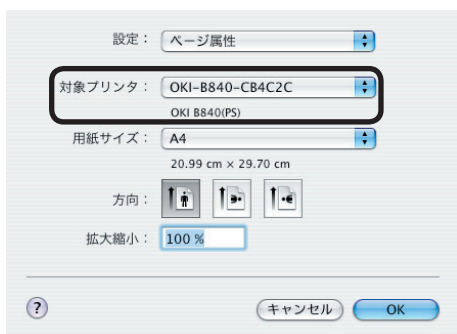 設定： ページ属性
対象プリンタ： OKI-B840-CB4C2C
OKI B840(PS)
用紙サイズ： A4
20.99 cm × 29.70 cm
方向：
拡大縮小： 100 %
? キャンセル OK